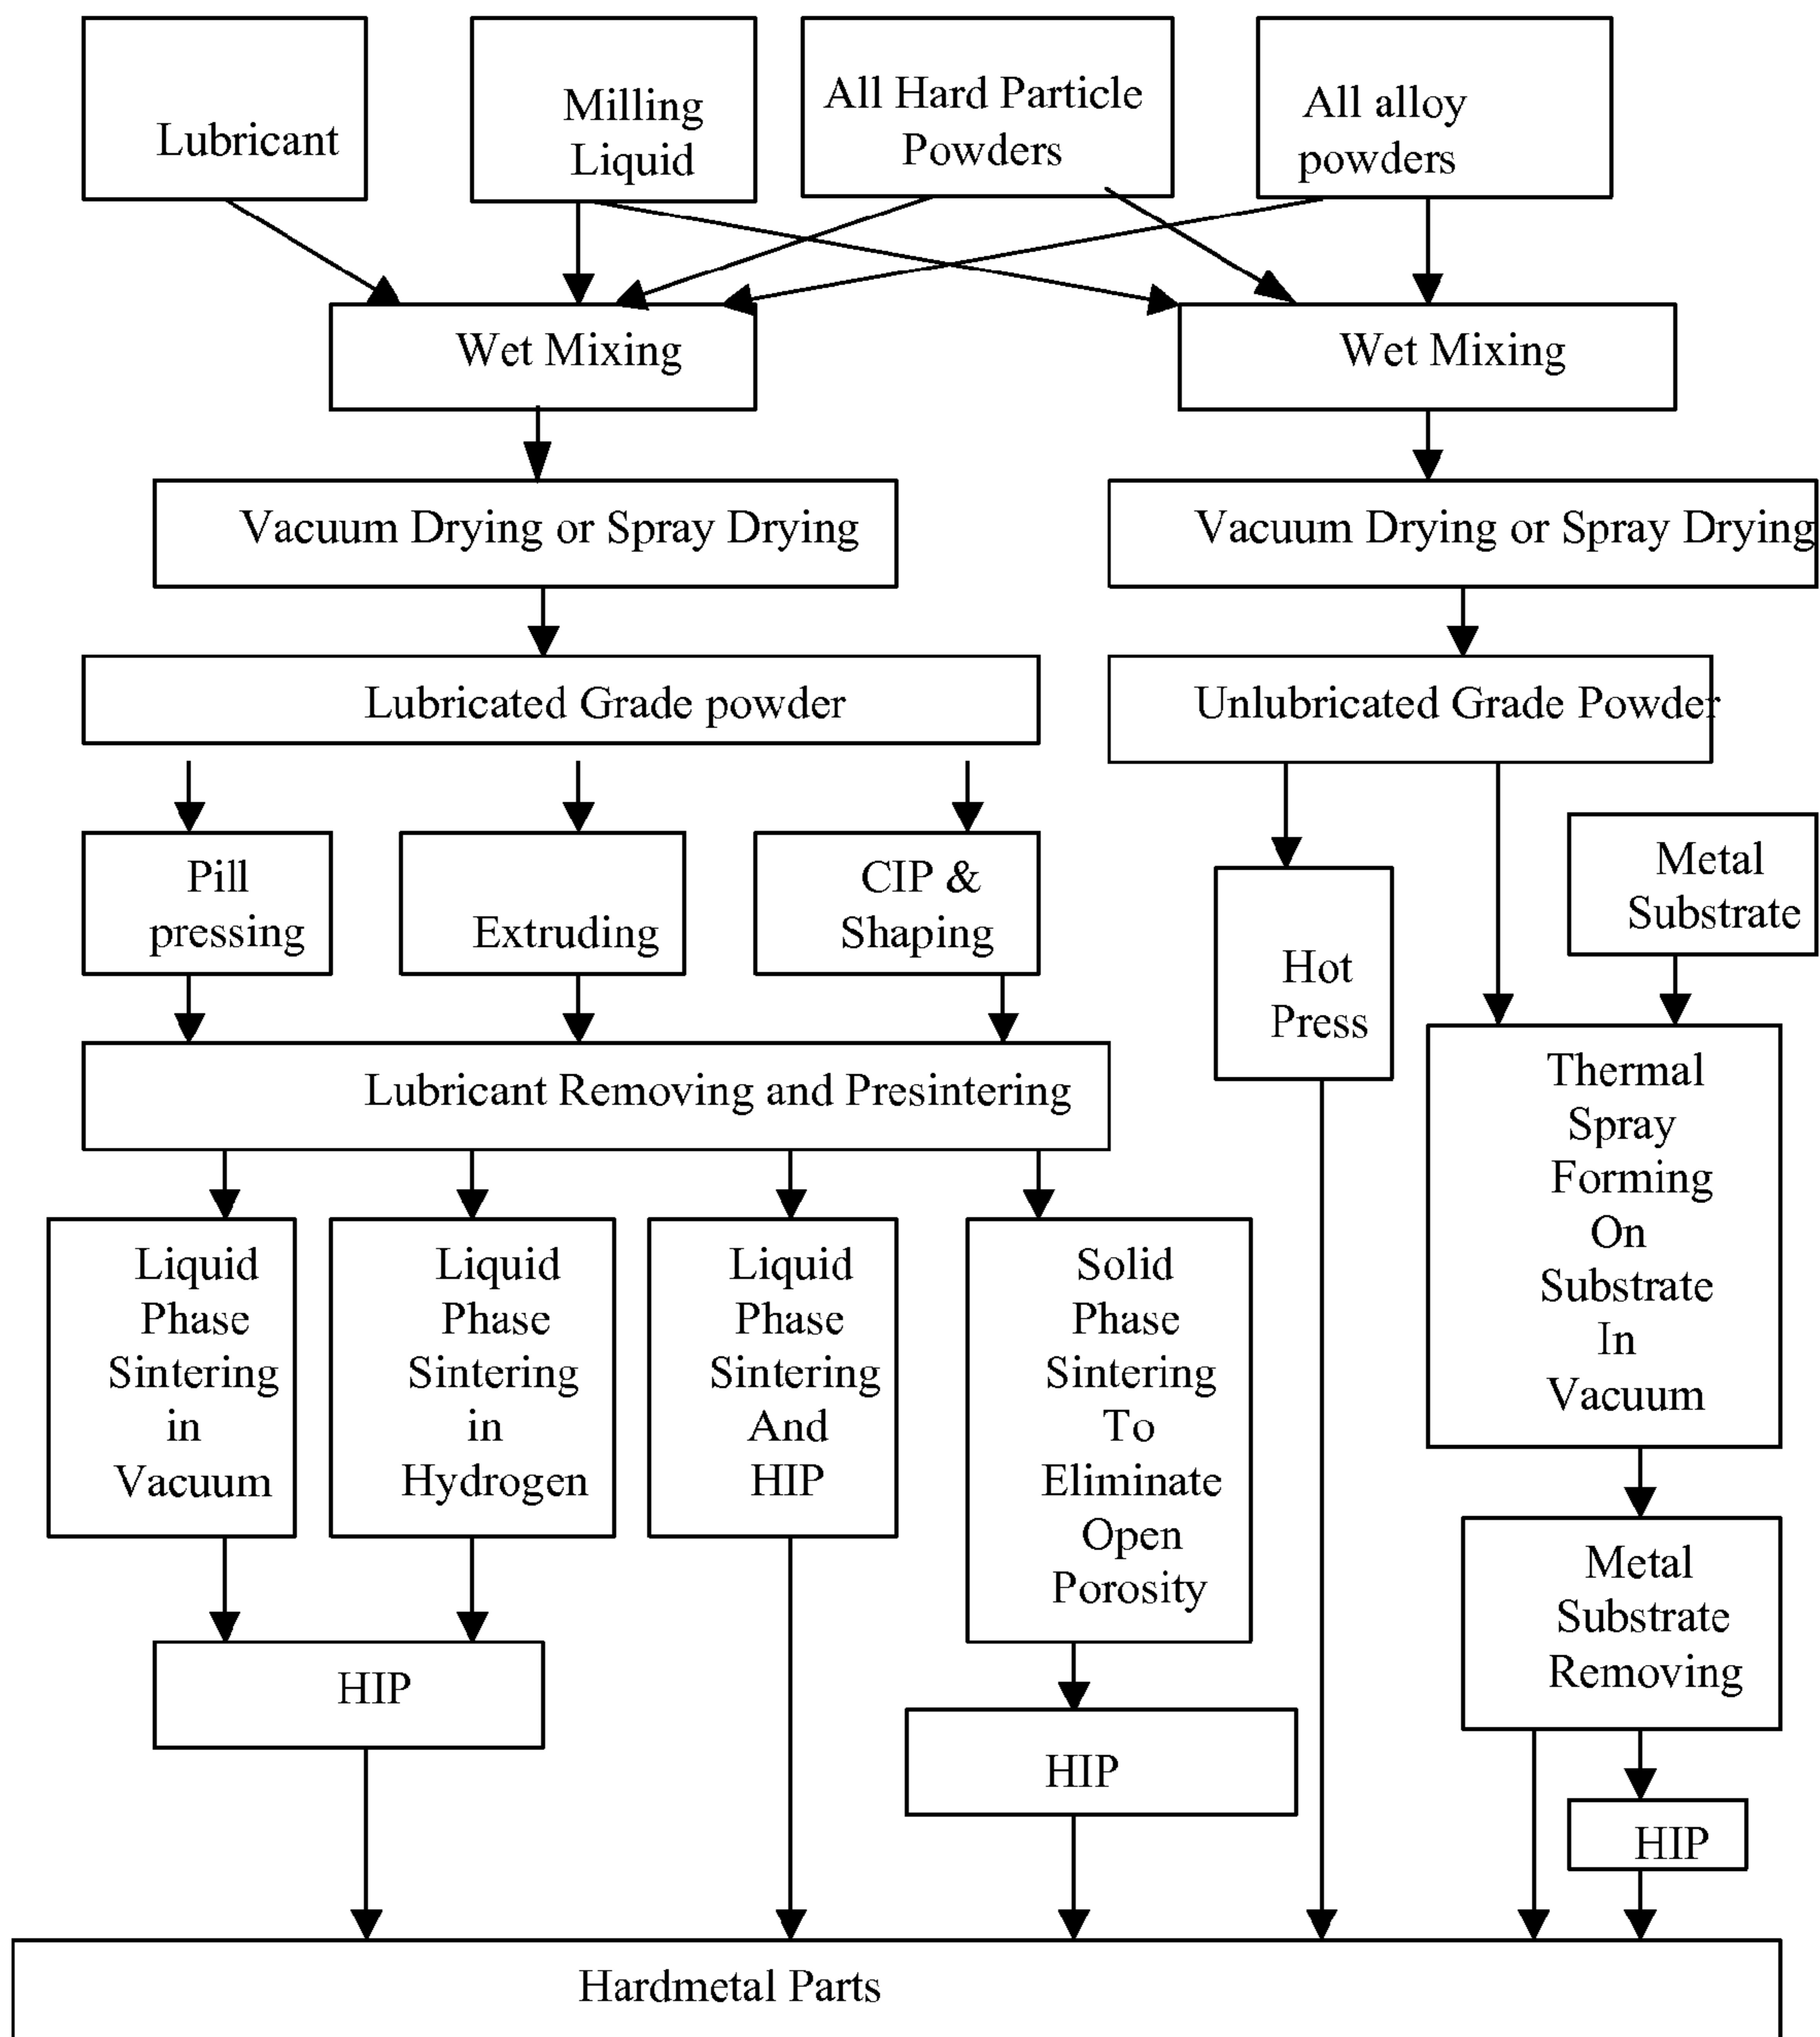 Lubricant
Milling
Liquid
All Hard Particle
Powders
All alloy
powders
Wet Mixing
Wet Mixing
Vacuum Drying or Spray Drying
Vacuum Drying or Spray Drying
Lubricated Grade powder
Unlubricated Grade Powder
Pill
pressing
Extruding
CIP &
Shaping
Hot
Press
Metal
Substrate
Lubricant Removing and Presintering
Thermal
Spray
Forming
On
Substrate
In
Vacuum
Liquid
Phase
Sintering
in
Vacuum
Liquid
Phase
Sintering
in
Hydrogen
Liquid
Phase
Sintering
And
HIP
Solid
Phase
Sintering
To
Eliminate
Open
Porosity
Metal
Substrate
Removing
HIP
HIP
HIP
Hardmetal Parts